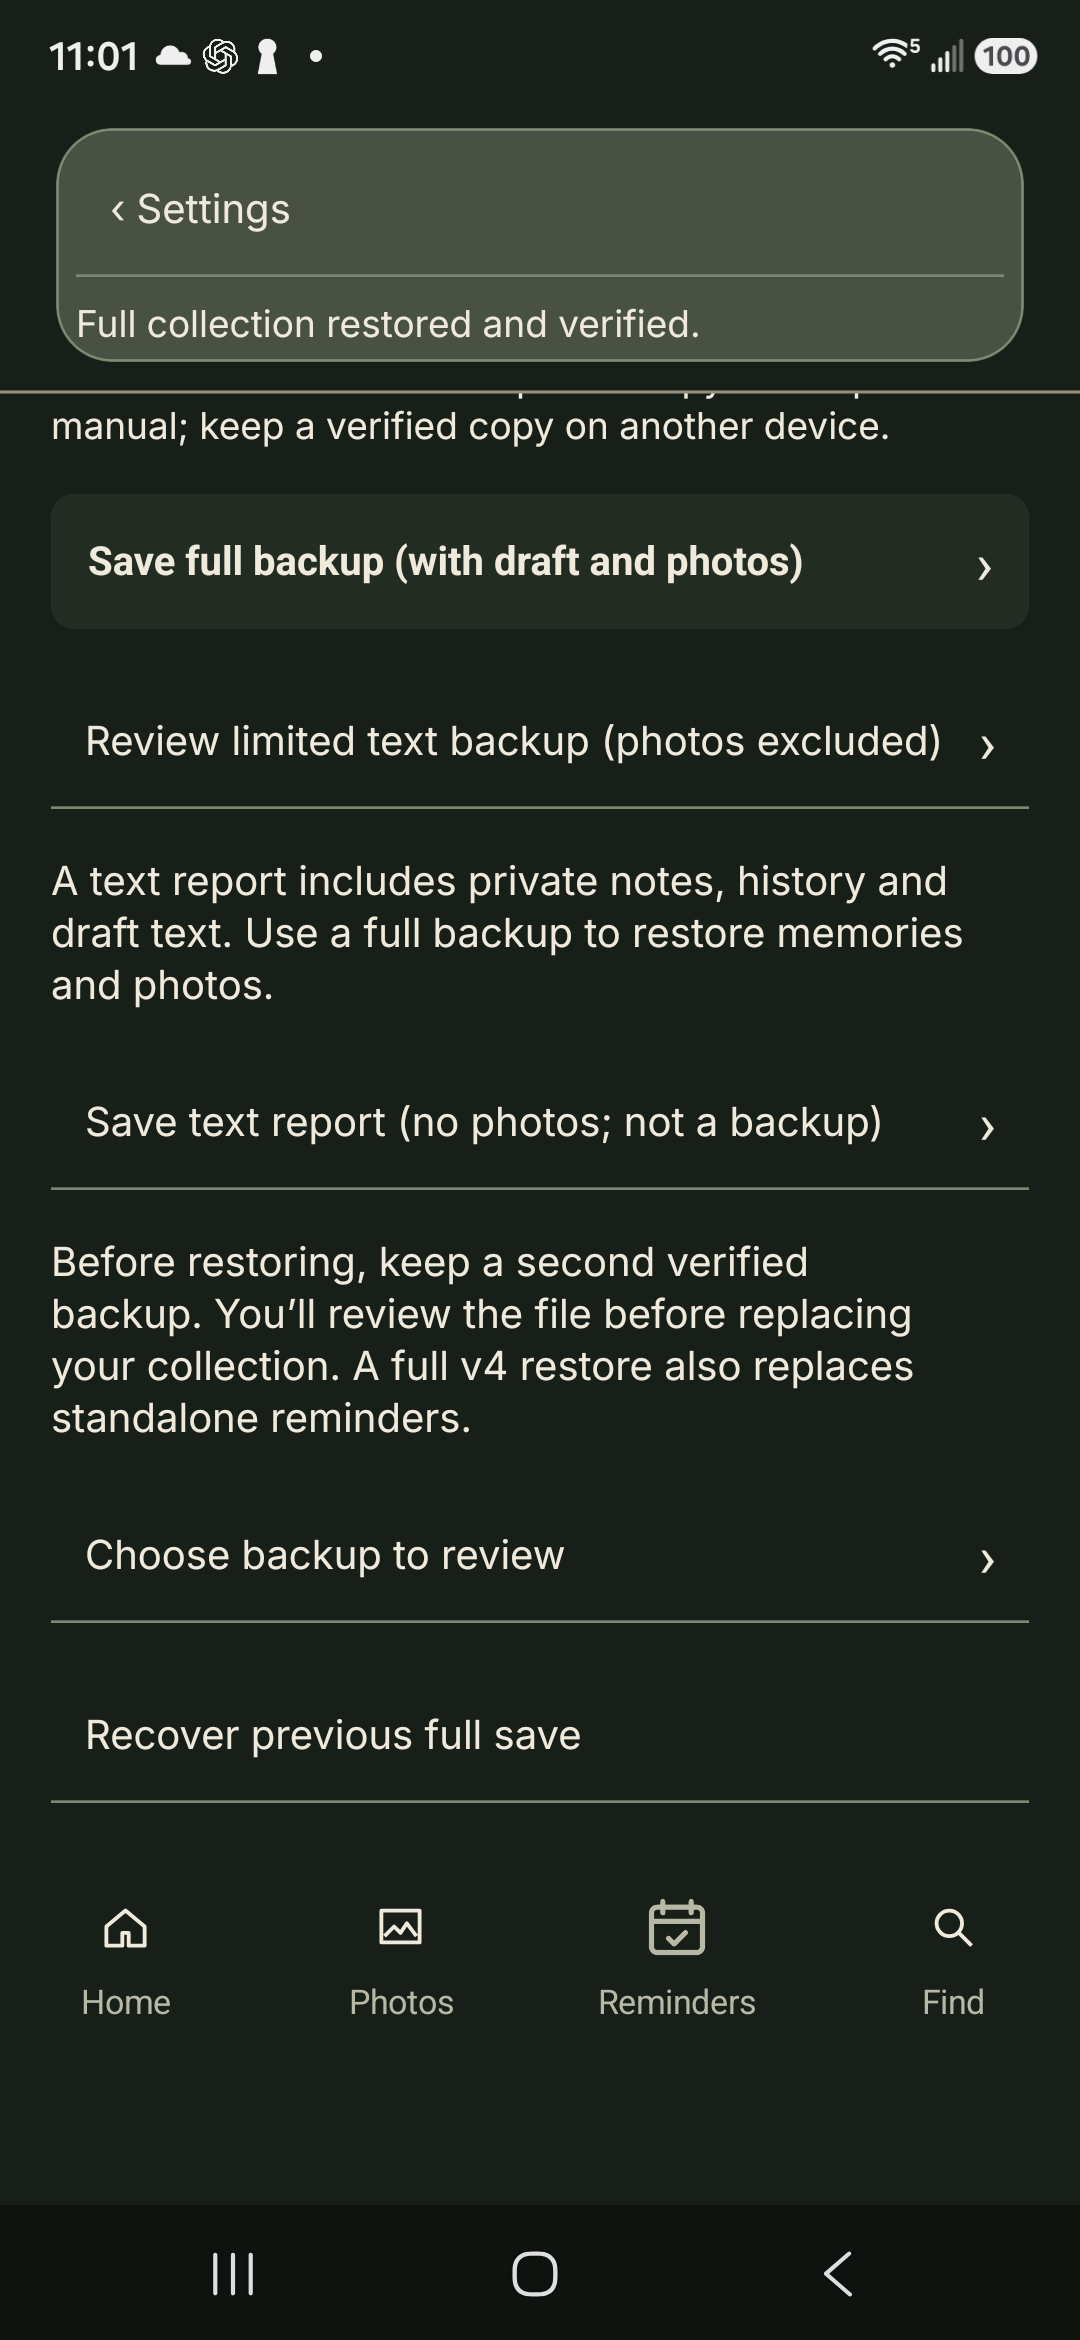 11:01
5
100
‹ Settings
Full collection restored and verified.
manual; keep a verified copy on another device.
Save full backup (with draft and photos) ›
Review limited text backup (photos excluded) ›
A text report includes private notes, history and
draft text. Use a full backup to restore memories
and photos.
Save text report (no photos; not a backup) ›
Before restoring, keep a second verified
backup. You’ll review the file before replacing
your collection. A full v4 restore also replaces
standalone reminders.
Choose backup to review ›
Recover previous full save
Home
Photos
Reminders
Find